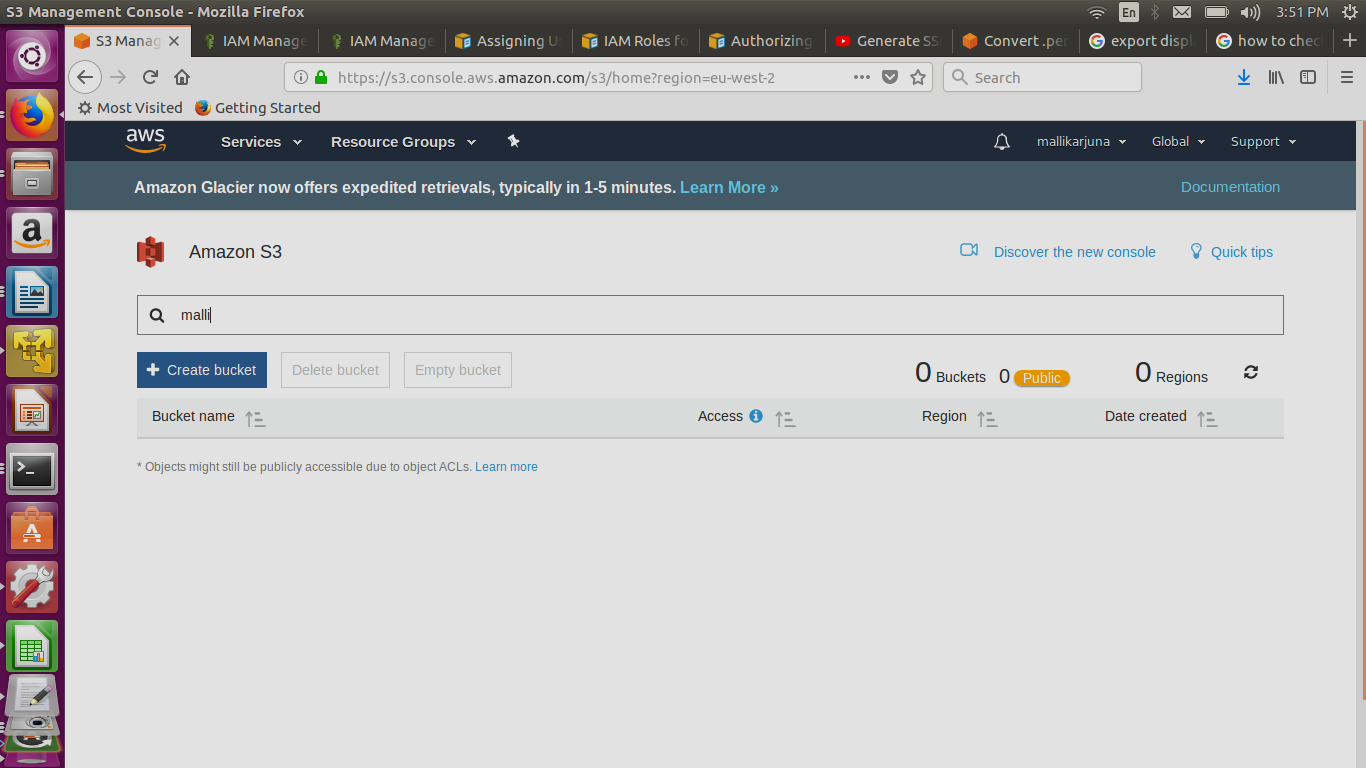 S3 Management Console - Mozilla Firefox
En
3:51 PM
S3 Manag
IAM Manage
IAM Manage
Assigning U
IAM Roles fo
Authorizing
Generate SS
Convert .per
export displ
how to chec
https://s3.console.aws.amazon.com/s3/home?region=eu-west-2
Search
Most Visited
Getting Started
aws
Services
Resource Groups
mallikarjuna
Global
Support
Amazon Glacier now offers expedited retrievals, typically in 1-5 minutes. Learn More »
Documentation
Amazon S3
Discover the new console
Quick tips
malli
Create bucket
Delete bucket
Empty bucket
0 Buckets
0 Public
0 Regions
Bucket name
Access
Region
Date created
* Objects might still be publicly accessible due to object ACLs. Learn more